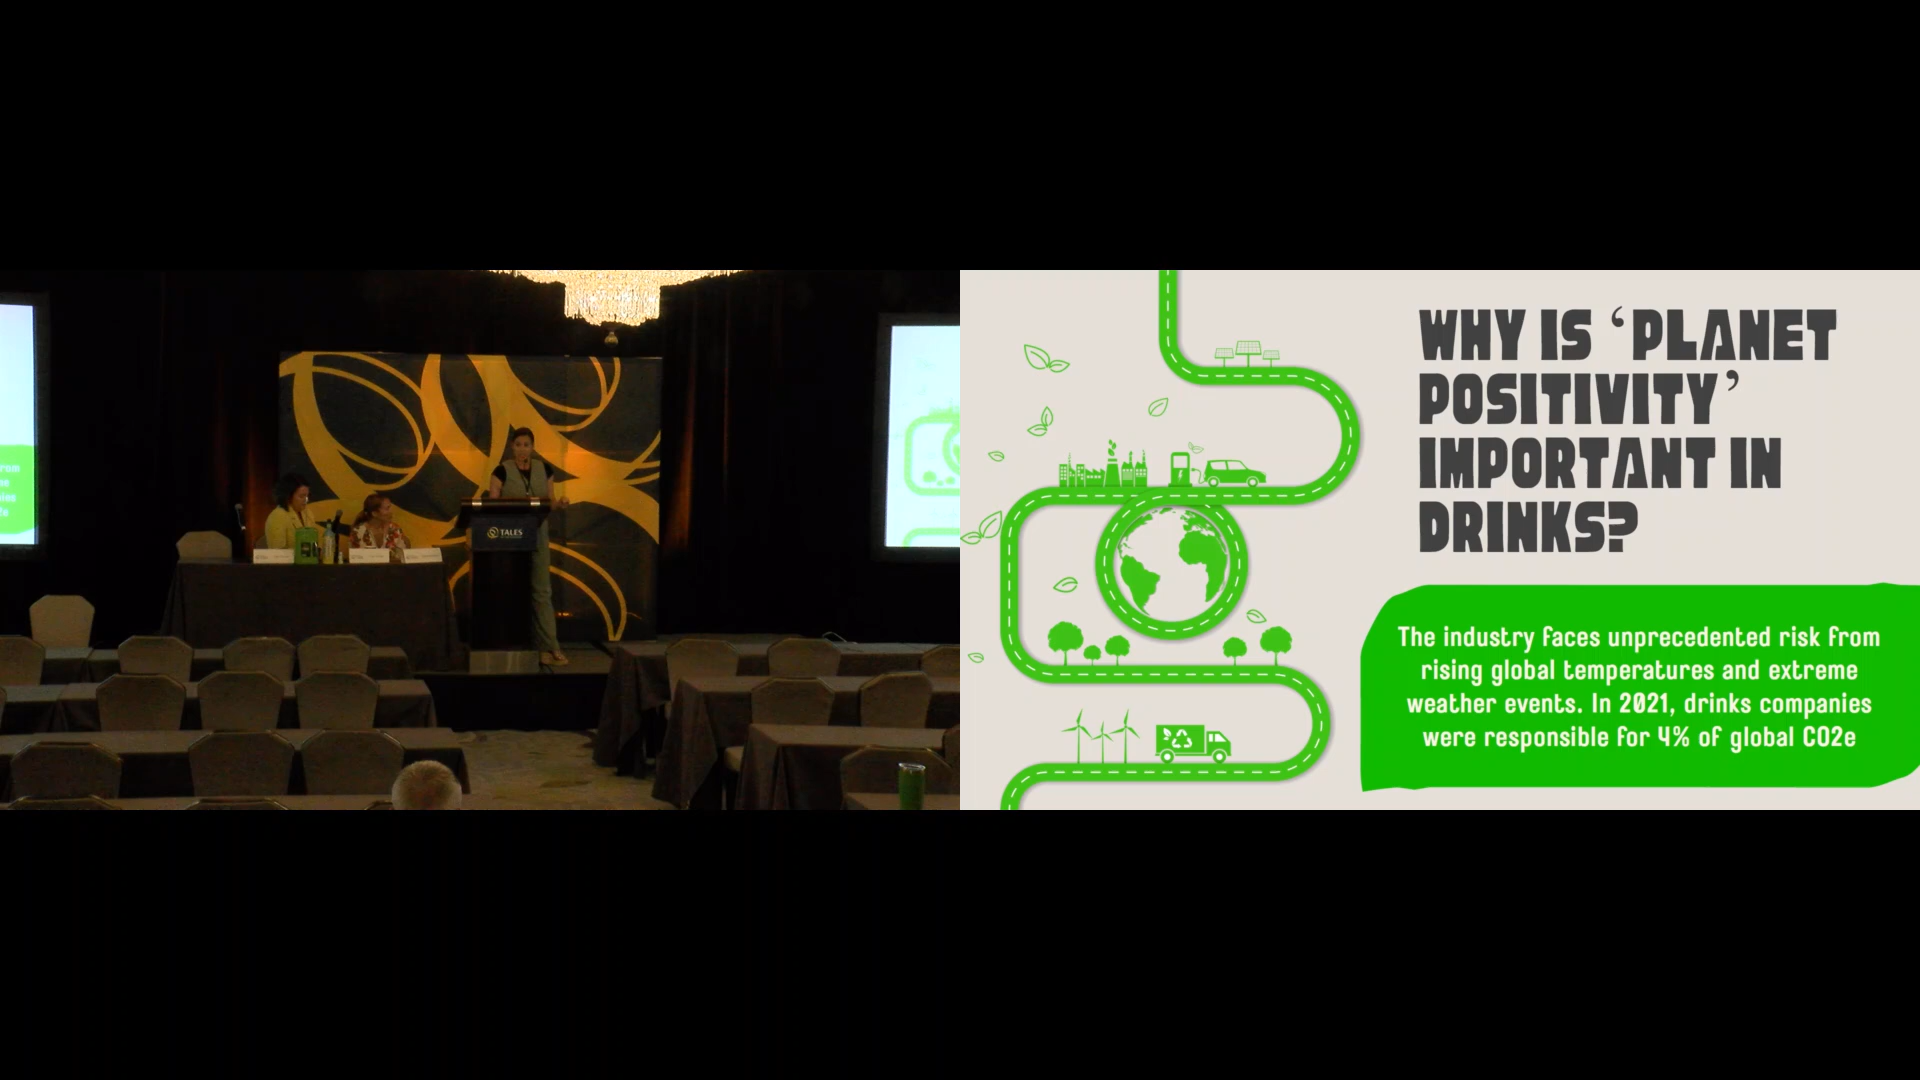 TALES
WHY IS ‘PLANET
POSITIVITY’
IMPORTANT IN
DRINKS?
The industry faces unprecedented risk from
rising global temperatures and extreme
weather events. In 2021, drinks companies
were responsible for 4% of global CO2e